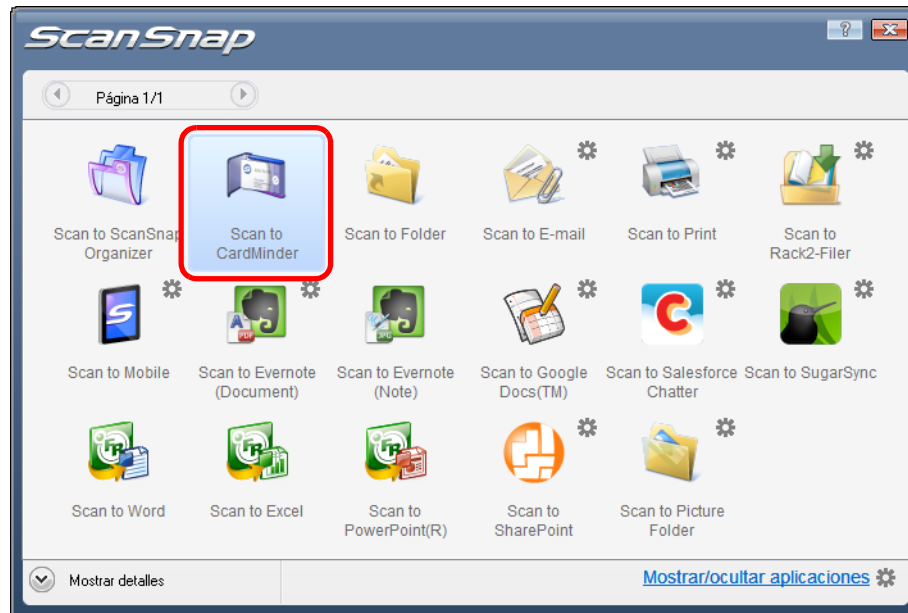 ScanSnap
?
Página 1/1
Scan to ScanSnap
Organizer
Scan to
CardMinder
Scan to Folder
Scan to E-mail
Scan to Print
Scan to
Rack2-Filer
Scan to Mobile
Scan to Evernote
(Document)
Scan to Evernote
(Note)
Scan to Google
Docs(TM)
Scan to Salesforce
Chatter
Scan to SugarSync
Scan to Word
Scan to Excel
Scan to
PowerPoint(R)
Scan to
SharePoint
Scan to Picture
Folder
Mostrar detalles
Mostrar/ocultar aplicaciones